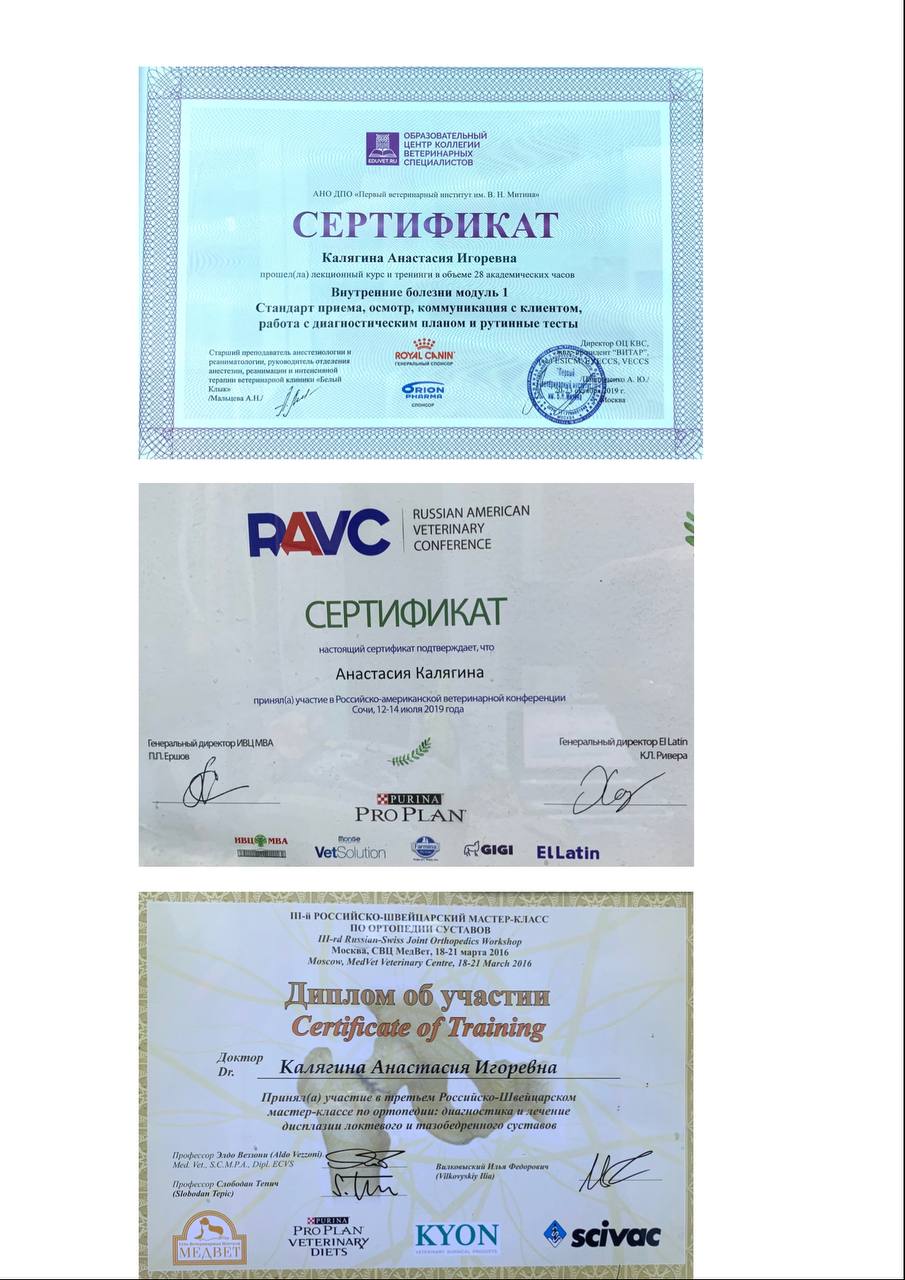 EDUVET.RU
ОБРАЗОВАТЕЛЬНЫЙ
ЦЕНТР КОЛЛЕГИИ
ВЕТЕРИНАРНЫХ
СПЕЦИАЛИСТОВ
АНО ДПО «Первый ветеринарный институт им. В. Н. Митина»
СЕРТИФИКАТ
Калягина Анастасия Игоревна
прошел(ла) лекционный курс и тренинги в объеме 28 академических часов
Внутренние болезни модуль 1
Стандарт приема, осмотр, коммуникация с клиентом,
работа с диагностическим планом и рутинные тесты
Старший преподаватель анестезиологии и
реаниматологии, руководитель отделения
анестезии, реанимации и интенсивной
терапии ветеринарной клиники «Белый
Клык»
/Мальцева А.Н./
ROYAL CANIN
ГЕНЕРАЛЬНЫЙ СПОНСОР
ORION
PHARMA
СПОНСОР
Директор ОЦ КВС,
"ВИТАР",
VECCS
А. Ю./
2019 г.
Москва
RAVC
RUSSIAN AMERICAN
VETERINARY
CONFERENCE
СЕРТИФИКАТ
настоящий сертификат подтверждает, что
Анастасия Калягина
принял(а) участие в Российско-американской ветеринарной конференции
Сочи, 12-14 июля 2019 года
Генеральный директор ИВЦ МВА
П.П. Ершов
Генеральный директор El Latin
К.Л. Ривера
PURINA
PRO PLAN
ИВЦ МВА
Monge
VetSolution
Farmina
GIGI
El Latin
III-й РОССИЙСКО-ШВЕЙЦАРСКИЙ МАСТЕР-КЛАСС
ПО ОРТОПЕДИИ СУСТАВОВ
III-rd Russian-Swiss Joint Orthopedics Workshop
Москва, СВЦ МедВет, 18-21 марта 2016
Moscow, MedVet Veterinary Centre, 18-21 March 2016
Диплом об участии
Certificate of Training
Доктор
Dr.
Калягина Анастасия Игоревна
Принял(а) участие в третьем Российско-Швейцарском
мастер-классе по ортопедии: диагностика и лечение
дисплазии локтевого и тазобедренного суставов
Профессор Элдо Веззони (Aldo Vezzoni)
Med. Vet., S.C.M.P.A., Dipl. ECVS
Профессор Слободан Тепич
(Slobodan Tepic)
Вилковыский Илья Федорович
(Vilkovyskiy Ilia)
МЕДВЕТ
PURINA
PRO PLAN
VETERINARY
DIETS
KYON
VETERINARY SURGICAL PRODUCTS
scivac